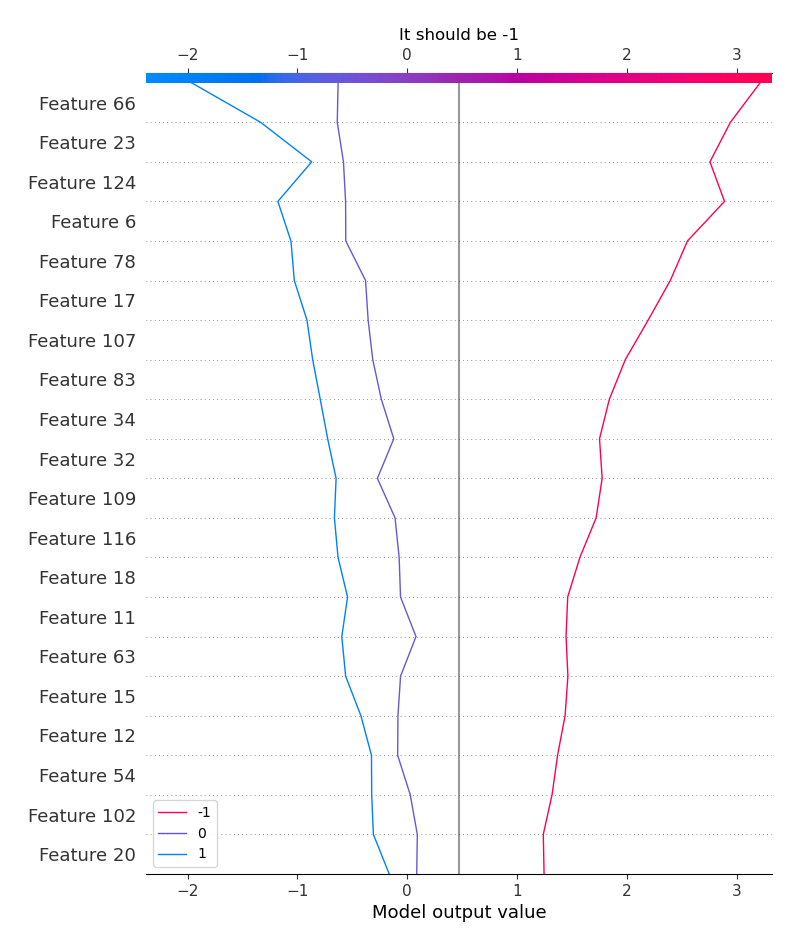 It should be -1
−2 −1 0 1 2 3
Feature 66
Feature 23
Feature 124
Feature 6
Feature 78
Feature 17
Feature 107
Feature 83
Feature 34
Feature 32
Feature 109
Feature 116
Feature 18
Feature 11
Feature 63
Feature 15
Feature 12
Feature 54
Feature 102
Feature 20
-1
0
1
−2 −1 0 1 2 3
Model output value